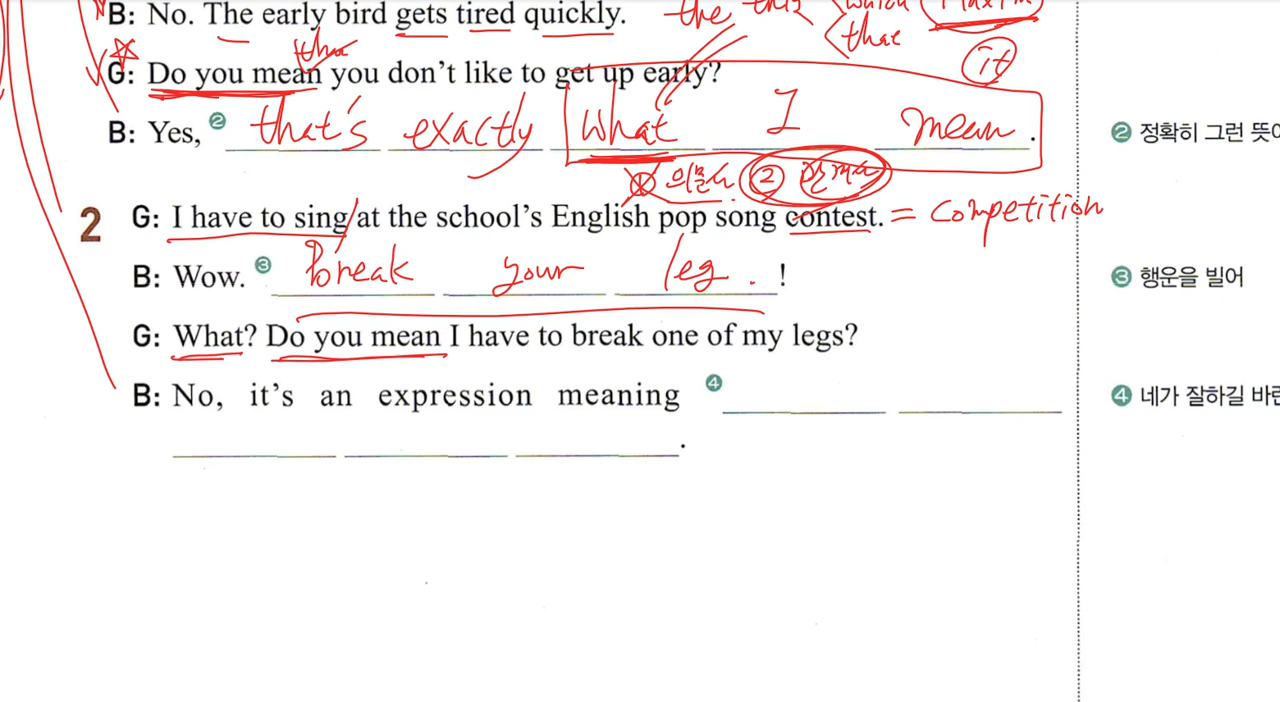 B: No. The early bird gets tired quickly. the this which
that
that it
G: Do you mean you don't like to get up early?
B: Yes, ② that's exactly what I mean . ② 정확히 그런 뜻이
① 의문사 ② 관계사
2 G: I have to sing/at the school's English pop song contest. = competition
B: Wow. ③ break your leg . ! ③ 행운을 빌어
G: What? Do you mean I have to break one of my legs?
B: No, it's an expression meaning ④ ④ 네가 잘하길 바란
.